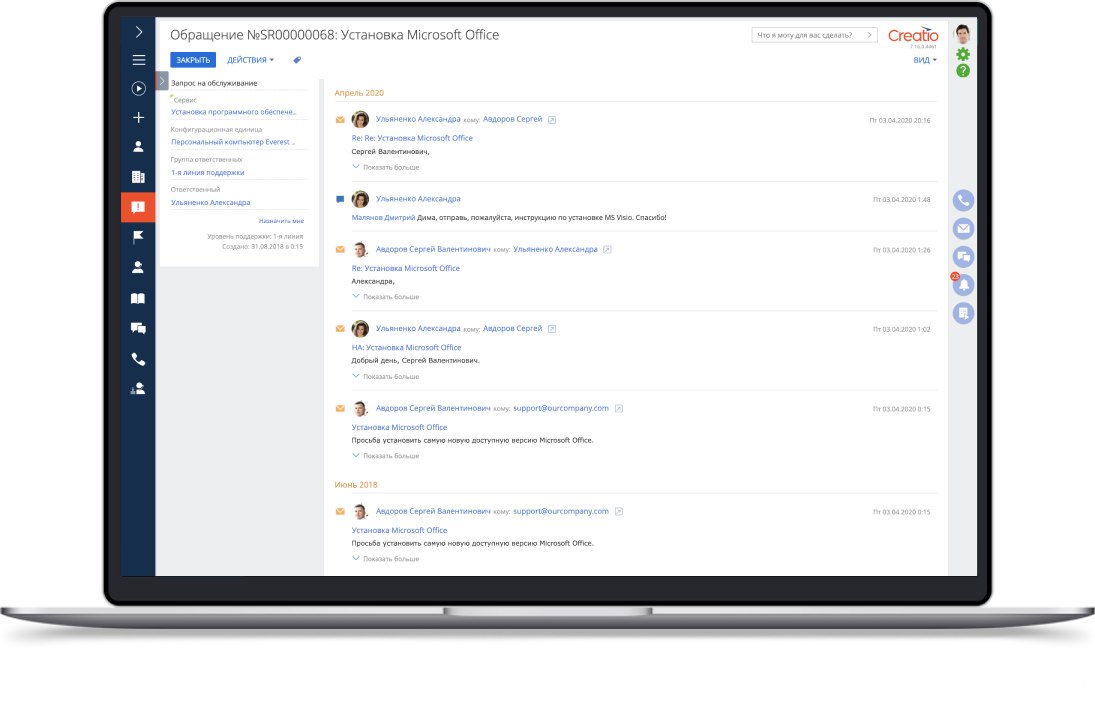 Обращение №SR00000068: Установка Microsoft Office
Что я могу для вас сделать?
Creatio
7.16.0.4461
ЗАКРЫТЬ
ДЕЙСТВИЯ
ВИД
Запрос на обслуживание
Сервис
Установка программного обеспече..
Конфигурационная единица
Персональный компьютер Everest ..
Группа ответственных
1-я линия поддержки
Ответственный
Ульяненко Александра
Назначить мне
Уровень поддержки: 1-я линия
Создано: 31.08.2018 в 0:15
Апрель 2020
Ульяненко Александра кому: Авдоров Сергей
Пт 03.04.2020 20:16
Re: Re: Установка Microsoft Office
Сергей Валентинович,
Показать больше
Ульяненко Александра
Пт 03.04.2020 1:48
Малянов Дмитрий Дима, отправь, пожалуйста, инструкцию по установке MS Visio. Спасибо!
Авдоров Сергей Валентинович кому: Ульяненко Александра
Пт 03.04.2020 1:26
Re: Установка Microsoft Office
Александра,
Показать больше
Ульяненко Александра кому: Авдоров Сергей
Пт 03.04.2020 1:02
НА: Установка Microsoft Office
Добрый день, Сергей Валентинович.
Показать больше
Авдоров Сергей Валентинович кому: support@ourcompany.com
Пт 03.04.2020 0:15
Установка Microsoft Office
Просьба установить самую новую доступную версию Microsoft Office.
Показать больше
Июнь 2018
Авдоров Сергей Валентинович кому: support@ourcompany.com
Пт 03.04.2020 0:15
Установка Microsoft Office
Просьба установить самую новую доступную версию Microsoft Office.
Показать больше
23